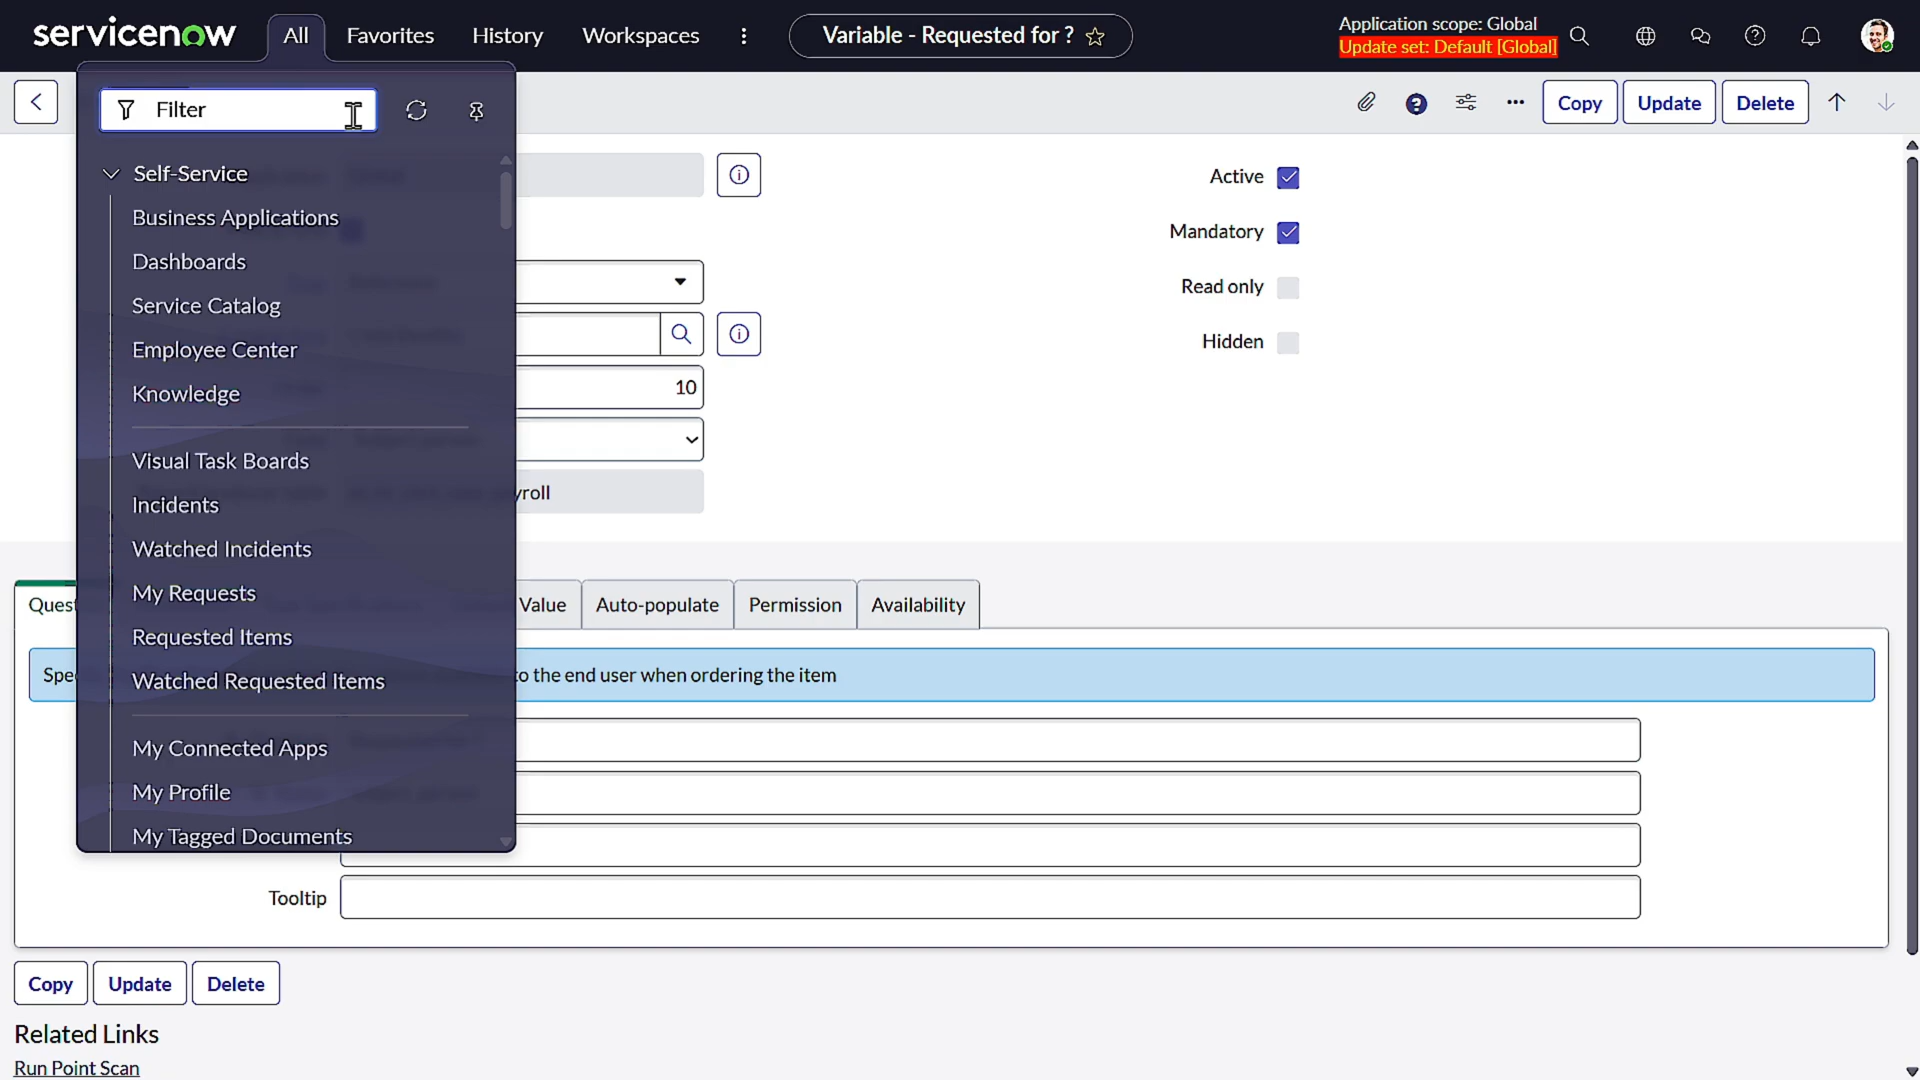 servicenow
All
Favorites
History
Workspaces
Variable - Requested for ?
Application scope: Global
Update set: Default [Global]
Filter
Copy
Update
Delete
Self-Service
Business Applications
Dashboards
Service Catalog
Employee Center
Knowledge
Visual Task Boards
Incidents
Watched Incidents
My Requests
Requested Items
Watched Requested Items
My Connected Apps
My Profile
My Tagged Documents
Active
Mandatory
Read only
Hidden
10
yroll
Quest
Value
Auto-populate
Permission
Availability
Spe
to the end user when ordering the item
Tooltip
Copy
Update
Delete
Related Links
Run Point Scan